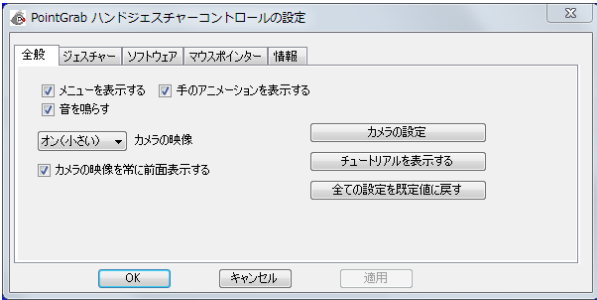 PointGrab ハンドジェスチャーコントロールの設定
全般 ジェスチャー ソフトウェア マウスポインター 情報
メニューを表示する 手のアニメーションを表示する
音を鳴らす
オン(小さい) カメラの映像
カメラの映像を常に前面表示する
カメラの設定
チュートリアルを表示する
全ての設定を既定値に戻す
OK キャンセル 適用